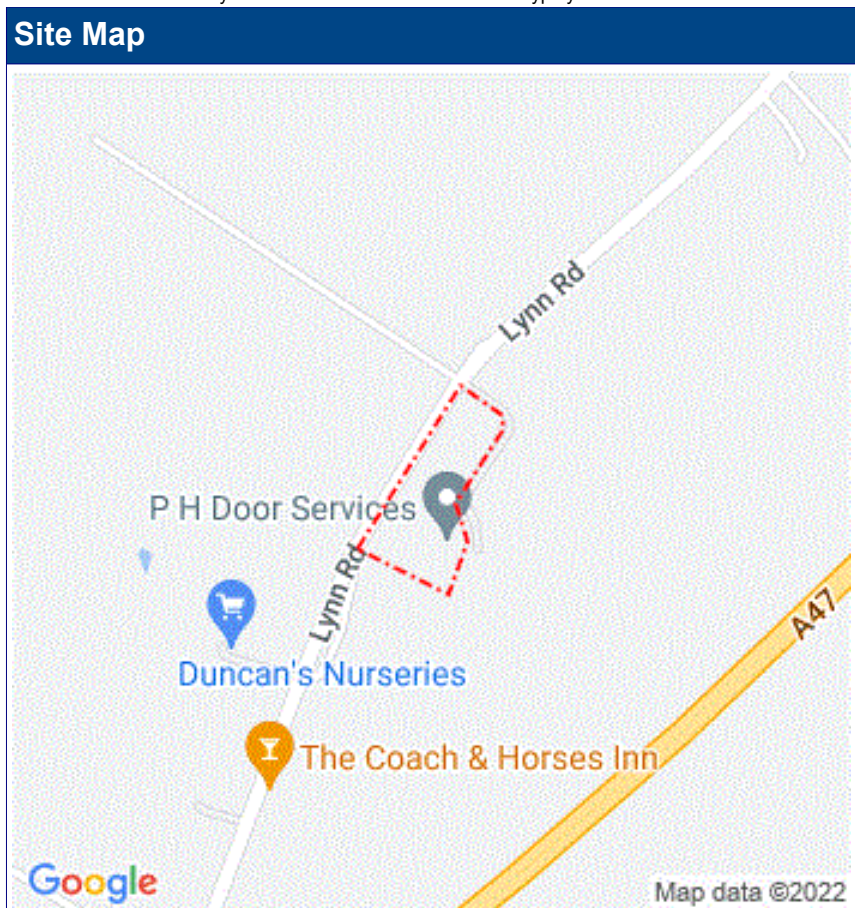 Site Map
Lynn Rd
P H Door Services
Lynn Rd
A47
Duncan's Nurseries
The Coach & Horses Inn
Google
Map data ©2022